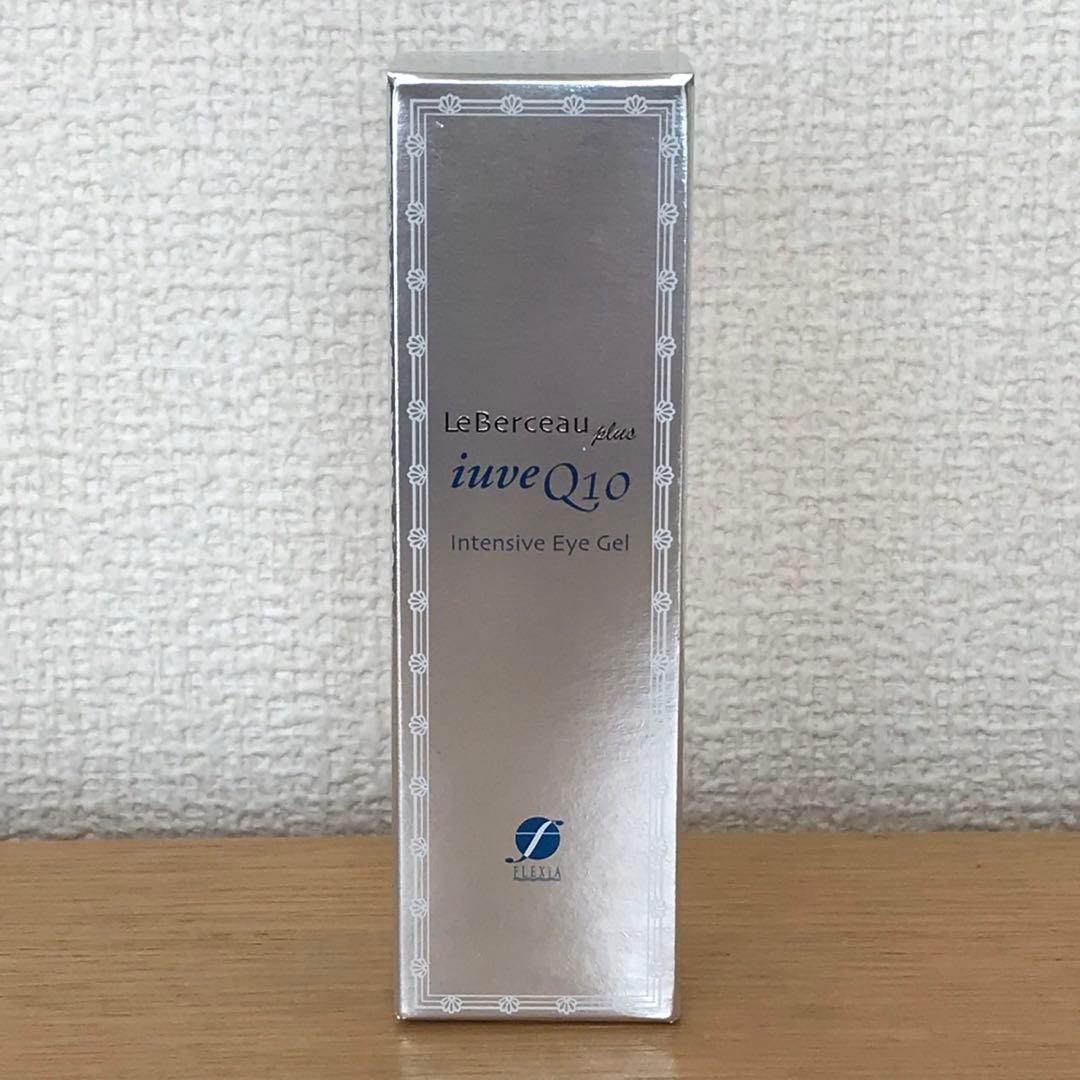 LeBerceau plus
iuve Q10
Intensive Eye Gel
f
FLEXiA